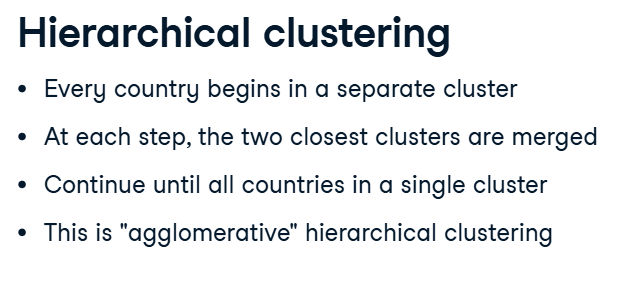 Hierarchical clustering
• Every country begins in a separate cluster
• At each step, the two closest clusters are merged
• Continue until all countries in a single cluster
• This is "agglomerative" hierarchical clustering